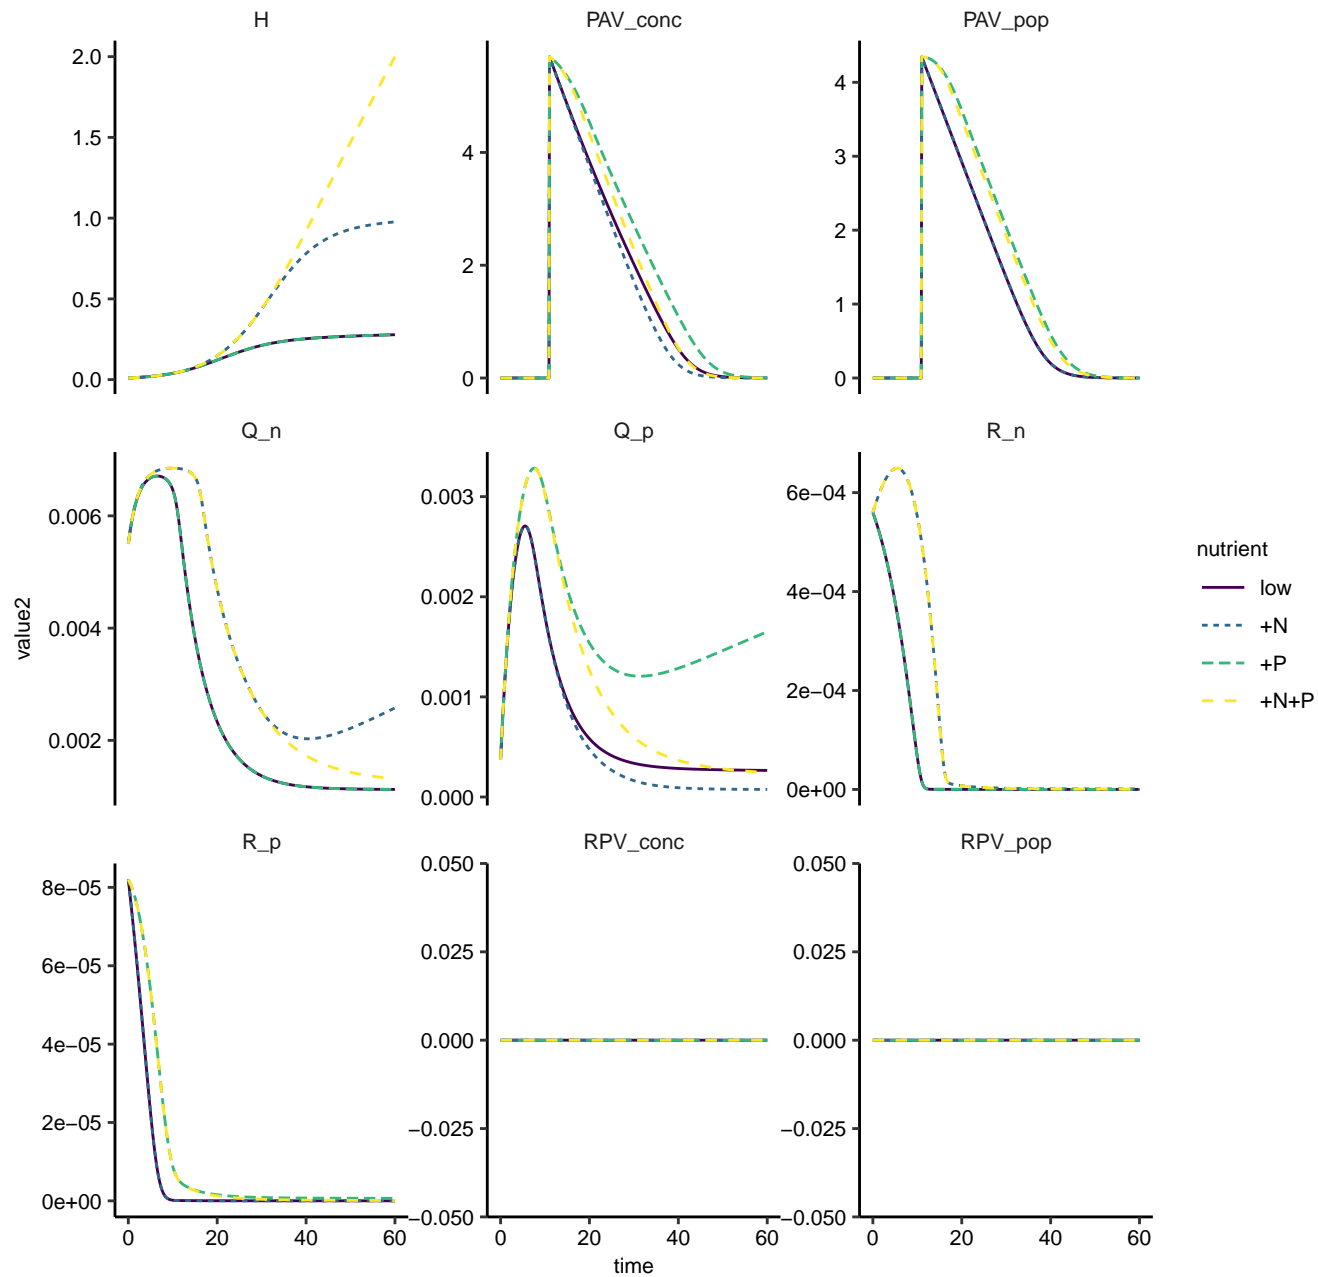 H
PAV_conc
PAV_pop
2.0
1.5
1.0
0.5
0.0
4
2
0
4
3
2
1
0
Q_n
Q_p
R_n
0.006
0.004
0.002
0.003
0.002
0.001
0.000
6e−04
4e−04
2e−04
0e+00
R_p
RPV_conc
RPV_pop
8e−05
6e−05
4e−05
2e−05
0e+00
0.050
0.025
0.000
−0.025
−0.050
0.050
0.025
0.000
−0.025
−0.050
0 20 40 60
0 20 40 60
0 20 40 60
time
value2
nutrient
low
+N
+P
+N+P